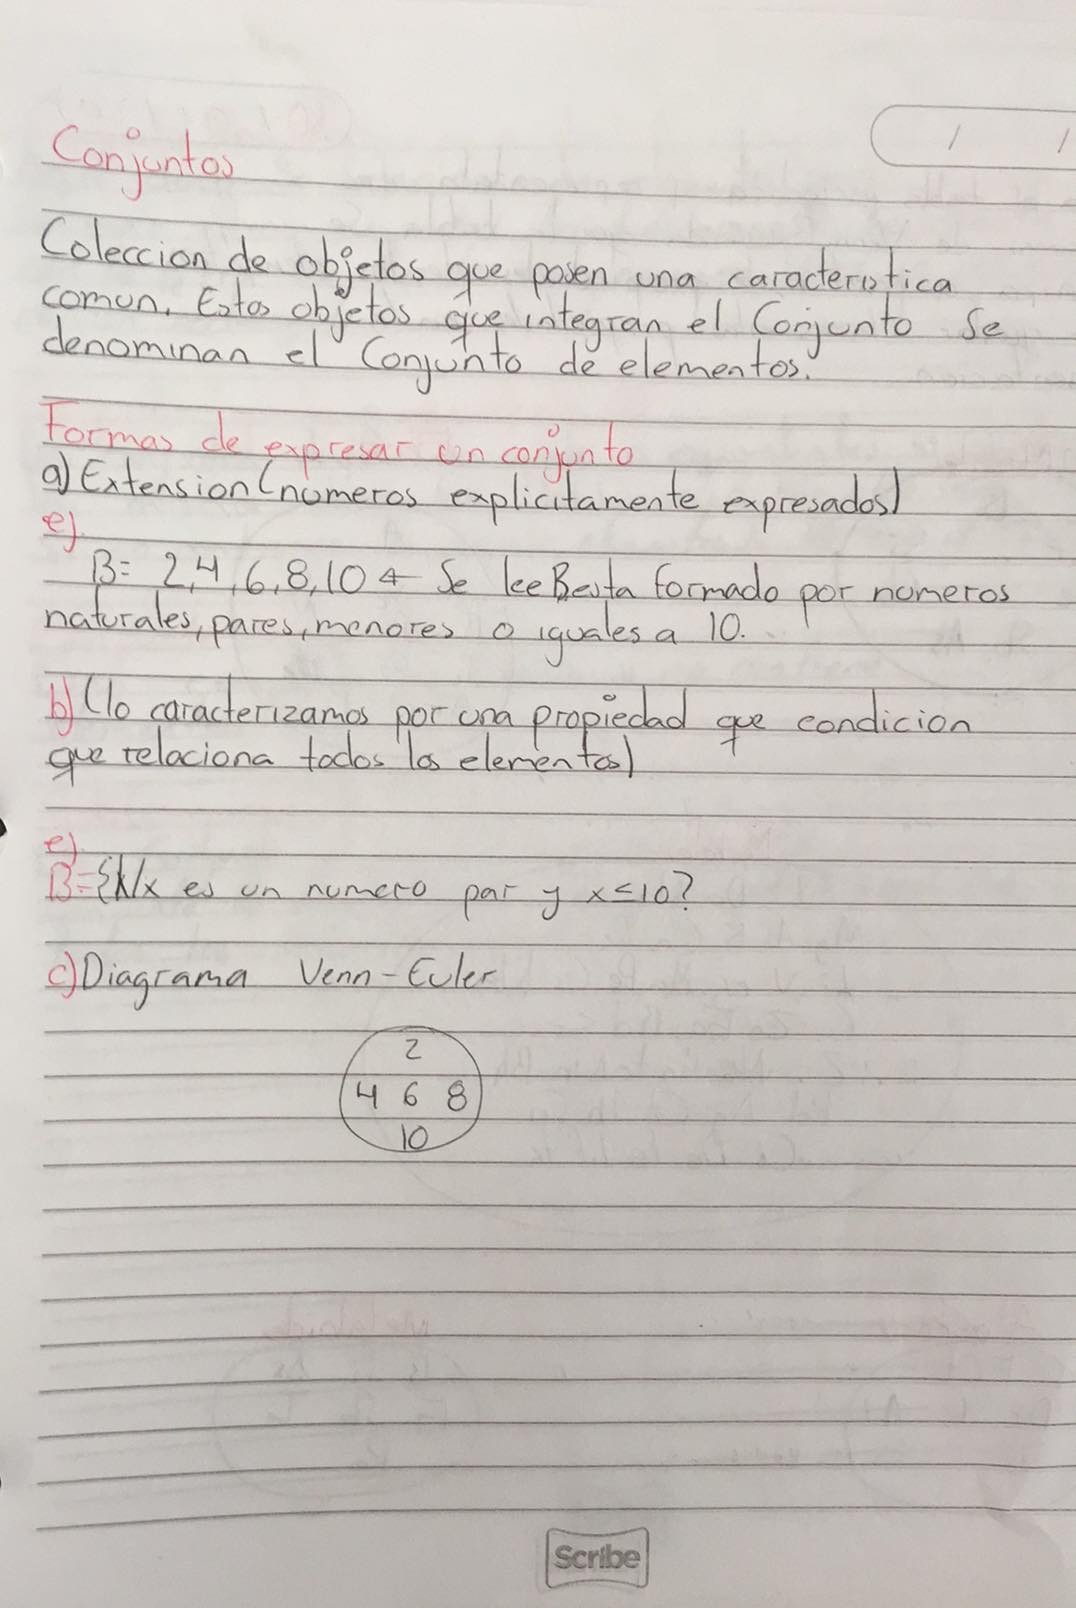 Conjuntos
Coleccion de objetos que posen una caracteristica
comun. Estos objetos que integran el Conjunto Se
denominan el Conjunto de elementos.
Formas de expresar un conjunto
a) Extension (numeros explicitamente expresados)
ej.
B= 2,4,6,8,10 ← Se lee B esta formado por numeros
naturales, pares, menores o iguales a 10.
b) (lo caracterizamos por una propiedad que condicion
que relaciona todos los elementos)
ej.
B={x/x es un numero par y x≤10}
c) Diagrama Venn-Euler
2
4 6 8
10
Scribe